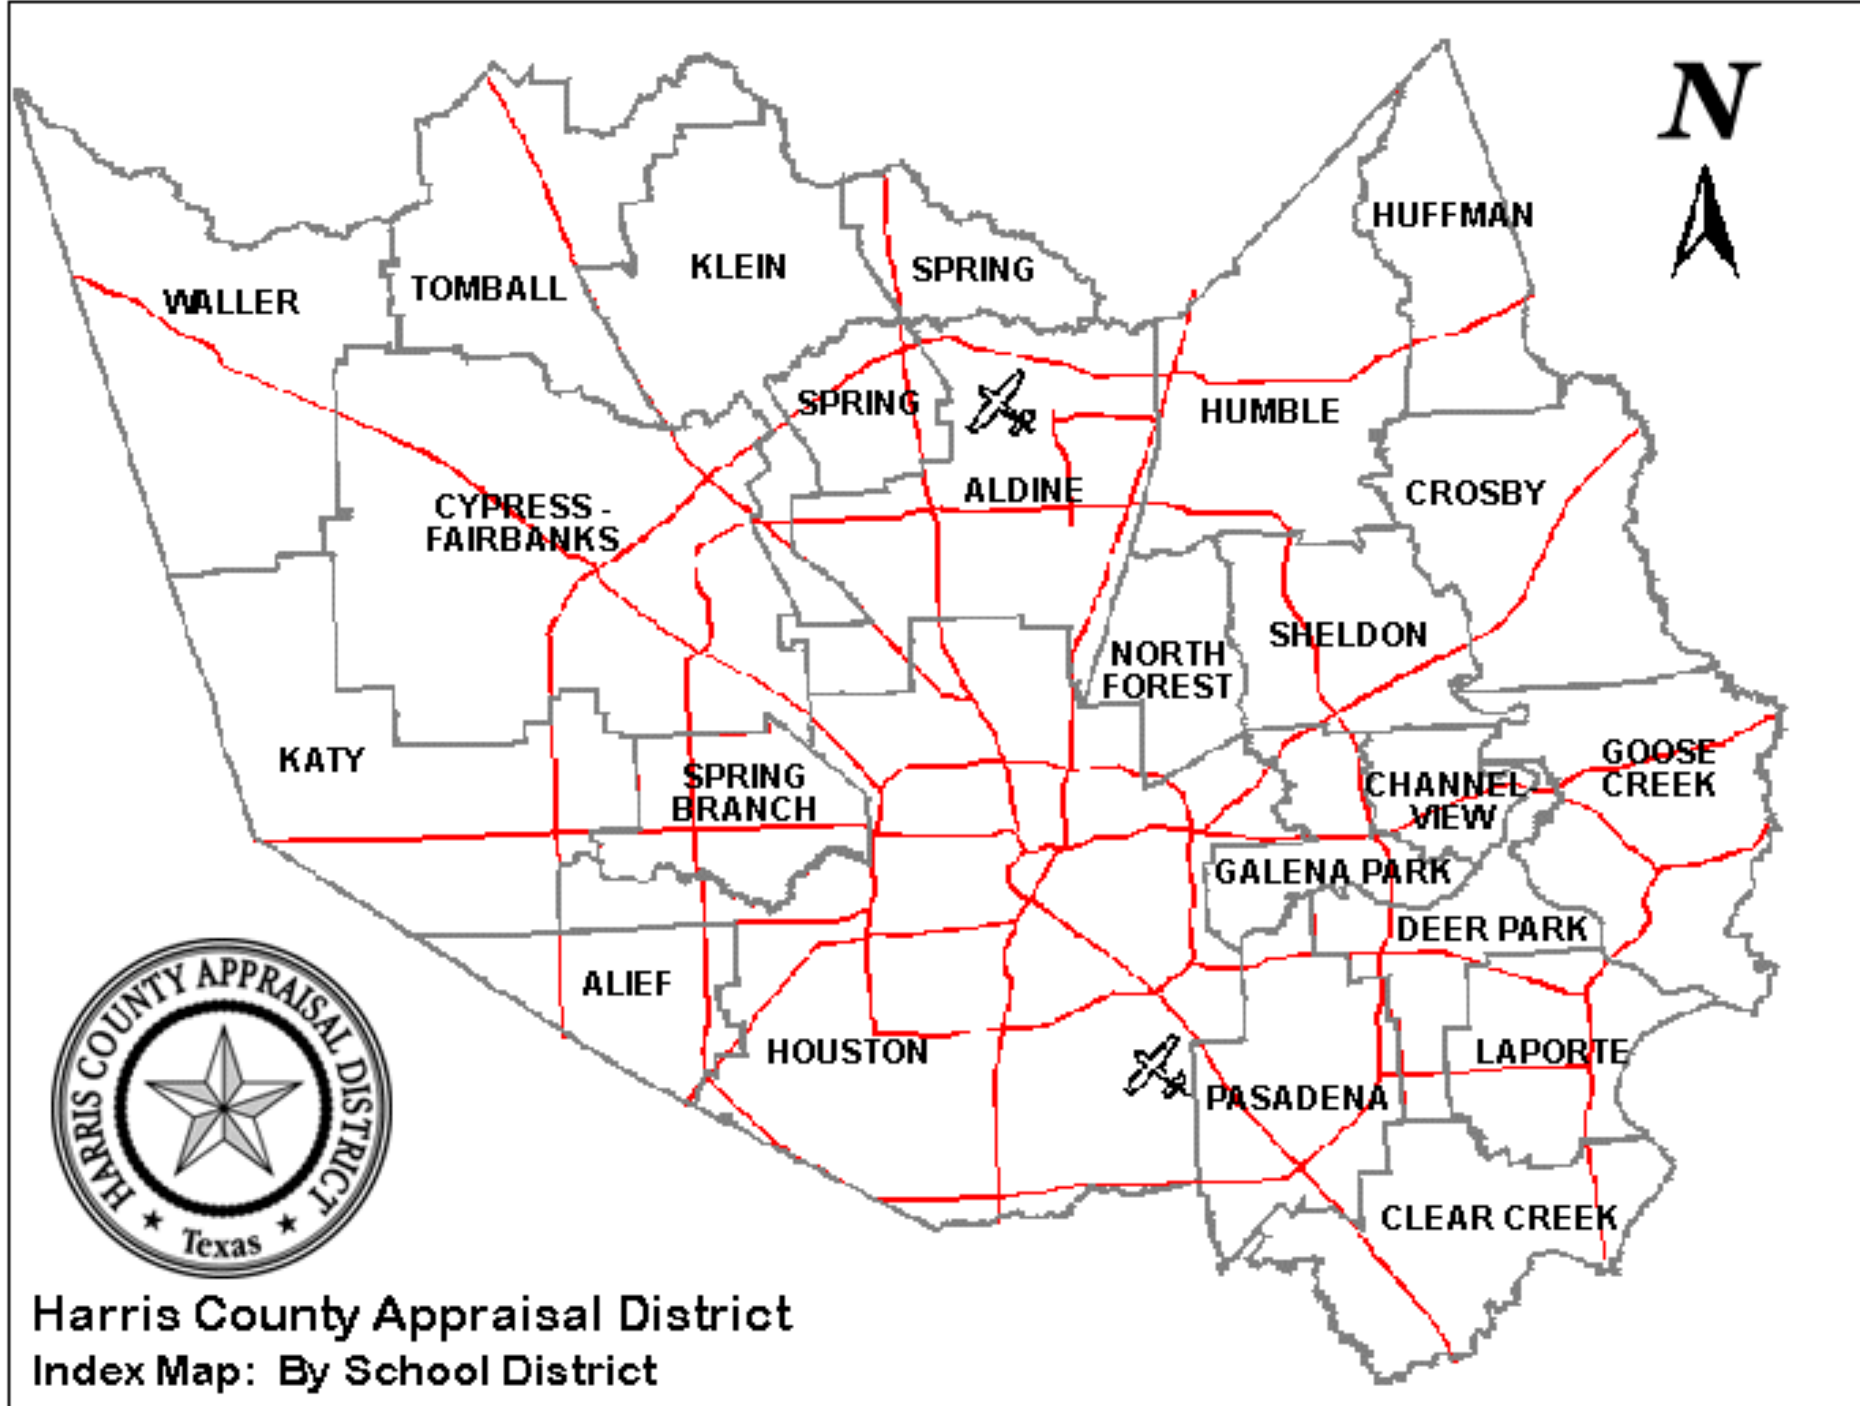 N
HUFFMAN
KLEIN
SPRING
TOMBALL
WALLER
SPRING
HUMBLE
ALDINE
CROSBY
CYPRESS -
FAIRBANKS
SHELDON
NORTH
FOREST
KATY
SPRING
BRANCH
GOOSE
CREEK
CHANNEL-
VIEW
GALENA PARK
DEER PARK
ALIEF
HOUSTON
LAPORTE
PASADENA
CLEAR CREEK
HARRIS COUNTY APPRAISAL DISTRICT
Texas
Harris County Appraisal District
Index Map: By School District